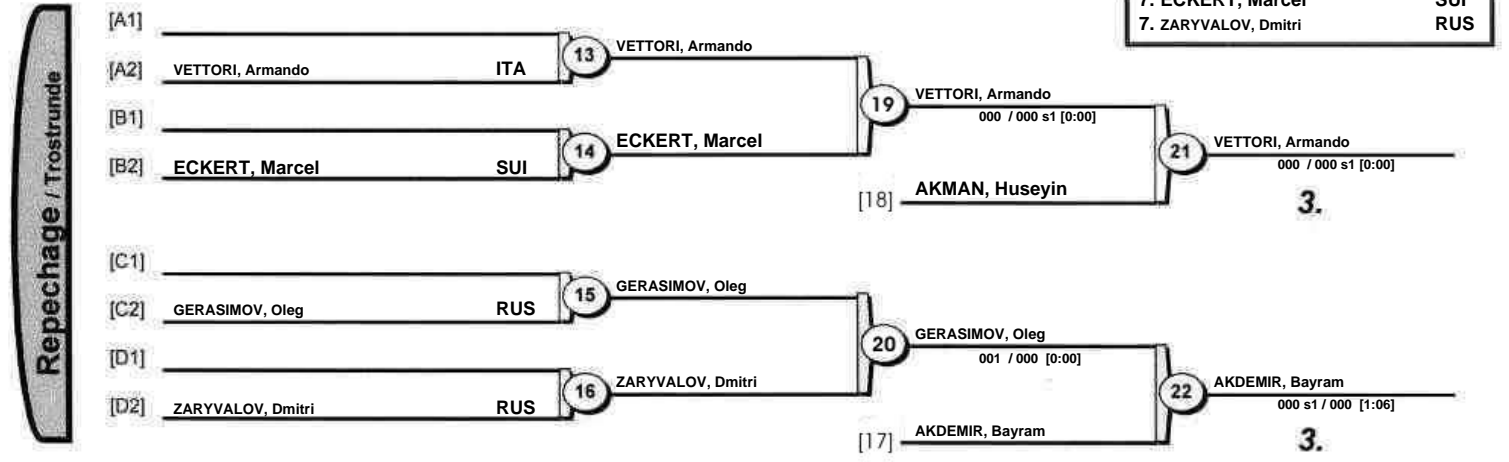 7. ECKERT, Marcel SUI
7. ZARYVALOV, Dmitri RUS
Repechage / Trostrunde
[A1]
[A2] VETTORI, Armando ITA
13 VETTORI, Armando
[B1]
[B2] ECKERT, Marcel SUI
14 ECKERT, Marcel
19 VETTORI, Armando
000 / 000 s1 [0:00]
[18] AKMAN, Huseyin
21 VETTORI, Armando
000 / 000 s1 [0:00]
3.
[C1]
[C2] GERASIMOV, Oleg RUS
15 GERASIMOV, Oleg
[D1]
[D2] ZARYVALOV, Dmitri RUS
16 ZARYVALOV, Dmitri
20 GERASIMOV, Oleg
001 / 000 [0:00]
[17] AKDEMIR, Bayram
22 AKDEMIR, Bayram
000 s1 / 000 [1:06]
3.